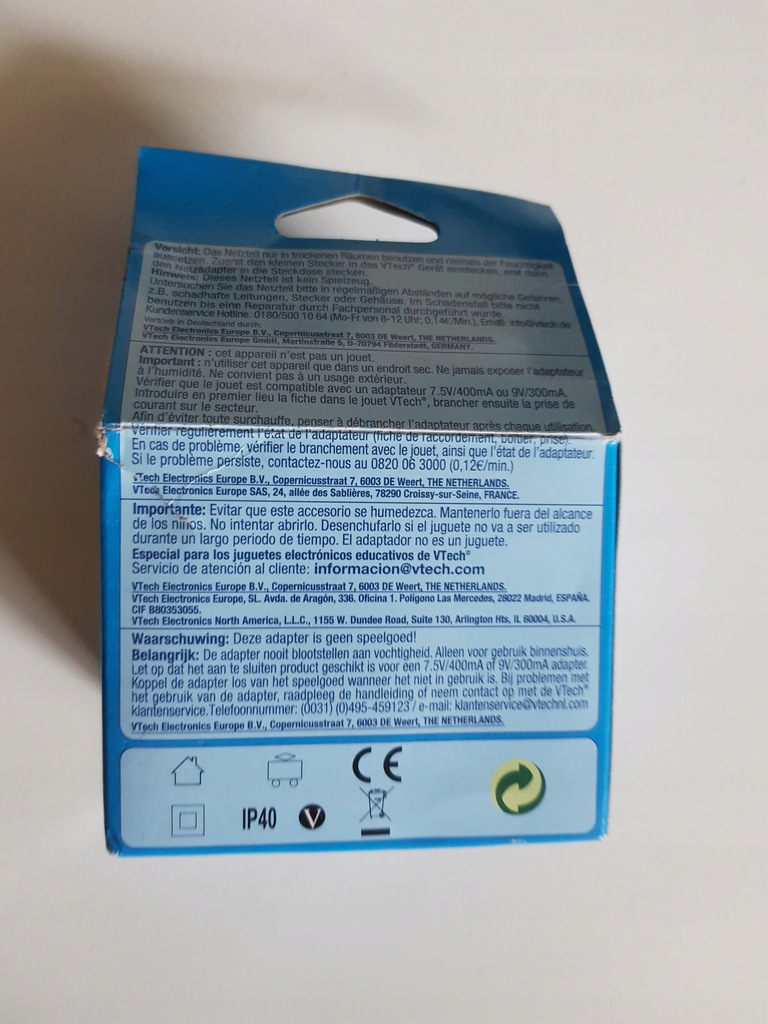 Vorsicht: Das Netzteil nur in trockenen Räumen benutzen und niemals der Feuchtigkeit
aussetzen. Zuerst den kleinen Stecker in das VTech® Gerät einstecken, erst dann
den Netzadapter in die Steckdose stecken.
Hinweis: Dieses Netzteil ist kein Spielzeug.
Untersuchen Sie das Netzteil bitte in regelmäßigen Abständen auf mögliche Gefahren,
z.B. schadhafte Leitungen, Stecker oder Gehäuse. Im Schadensfall bitte nicht
benutzen bis eine Reparatur durch Fachpersonal durchgeführt wurde.
Kundenservice Hotline: 0180/500 10 64 (Mo-Fr von 8-12 Uhr; 0,14€/Min.), Email: info@vtech.de
Vertrieb in Deutschland durch:
VTech Electronics Europe B.V., Copernicusstraat 7, 6003 DE Weert, THE NETHERLANDS.
VTech Electronics Europe GmbH, Martinstraße 5, D-70794 Filderstadt, GERMANY.
ATTENTION : cet appareil n'est pas un jouet.
Important : n'utiliser cet appareil que dans un endroit sec. Ne jamais exposer l'adaptateur
à l'humidité. Ne convient pas à un usage extérieur.
Vérifier que le jouet est compatible avec un adaptateur 7.5V/400mA ou 9V/300mA.
Introduire en premier lieu la fiche dans le jouet VTech®, brancher ensuite la prise de
courant sur le secteur.
Afin d'éviter toute surchauffe, penser à débrancher l'adaptateur après chaque utilisation.
Vérifier régulièrement l'état de l'adaptateur (fiche de raccordement, boîtier, prise).
En cas de problème, vérifier le branchement avec le jouet, ainsi que l'état de l'adaptateur.
Si le problème persiste, contactez-nous au 0820 06 3000 (0,12€/min.)
VTech Electronics Europe B.V., Copernicusstraat 7, 6003 DE Weert, THE NETHERLANDS.
VTech Electronics Europe SAS, 24, allée des Sablières, 78290 Croissy-sur-Seine, FRANCE.
Importante: Evitar que este accesorio se humedezca. Mantenerlo fuera del alcance
de los niños. No intentar abrirlo. Desenchufarlo si el juguete no va a ser utilizado
durante un largo periodo de tiempo. El adaptador no es un juguete.
Especial para los juguetes electrónicos educativos de VTech®
Servicio de atención al cliente: informacion@vtech.com
VTech Electronics Europe B.V., Copernicusstraat 7, 6003 DE Weert, THE NETHERLANDS.
VTech Electronics Europe, SL. Avda. de Aragón, 336. Oficina 1. Polígono Las Mercedes, 28022 Madrid, ESPAÑA.
CIF B80353055.
VTech Electronics North America, L.L.C., 1155 W. Dundee Road, Suite 130, Arlington Hts, IL 60004, U.S.A.
Waarschuwing: Deze adapter is geen speelgoed!
Belangrijk: De adapter nooit blootstellen aan vochtigheid. Alleen voor gebruik binnenshuis.
Let op dat het aan te sluiten product geschikt is voor een 7.5V/400mA of 9V/300mA adapter.
Koppel de adapter los van het speelgoed wanneer het niet in gebruik is. Bij problemen met
het gebruik van de adapter, raadpleeg de handleiding of neem contact op met de VTech®
klantenservice.Telefoonnummer: (0031) (0)495-459123 / e-mail: klantenservice@vtechnl.com
VTech Electronics Europe B.V., Copernicusstraat 7, 6003 DE Weert, THE NETHERLANDS.
CE
IP40 V